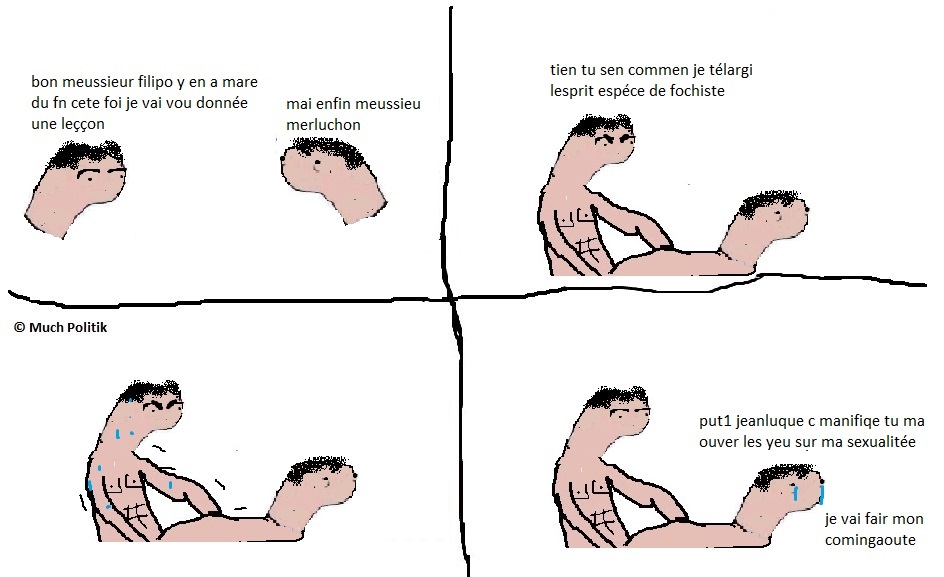 bon meussieur filipo y en a mare
du fn cete foi je vai vou donnée
une leççon
mai enfin meussieu
merluchon
tien tu sen commen je télargi
lesprit espéce de fochiste
© Much Politik
put1 jeanluque c manifiqe tu ma
ouver les yeu sur ma sexualitée
je vai fair mon
comingaoute